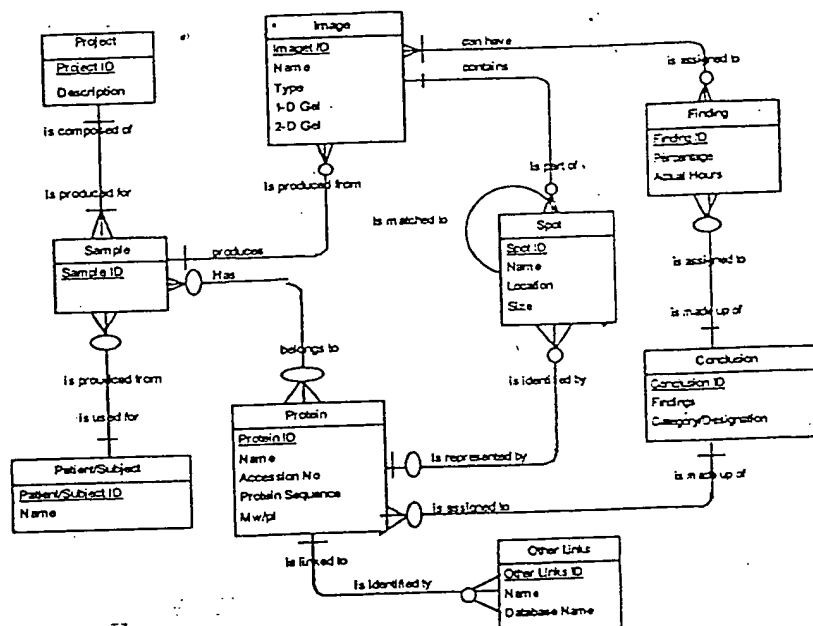 Project
Project ID
Description
is composed of
is produced for
Image
ImageI ID
Name
Type
1-D Gel
2-D Gel
can have
contains
is assigned to
Finding
Finding ID
Percentage
Actual Hours
is produced from
is part of
is matched to
Spot
Spot ID
Name
Location
Size
Sample
Sample ID
produces
Has
is assigned to
is made up of
belongs to
is identified by
Conclusion
Conclusion ID
Findings
Category/Designation
is produced from
is used for
Protein
Protein ID
Name
Accession No
Protein Sequence
Mw/pI
is represented by
is made up of
is assigned to
Patient/Subject
Patient/Subject ID
Name
is linked to
is identified by
Other Links
Other Links ID
Name
Database Name